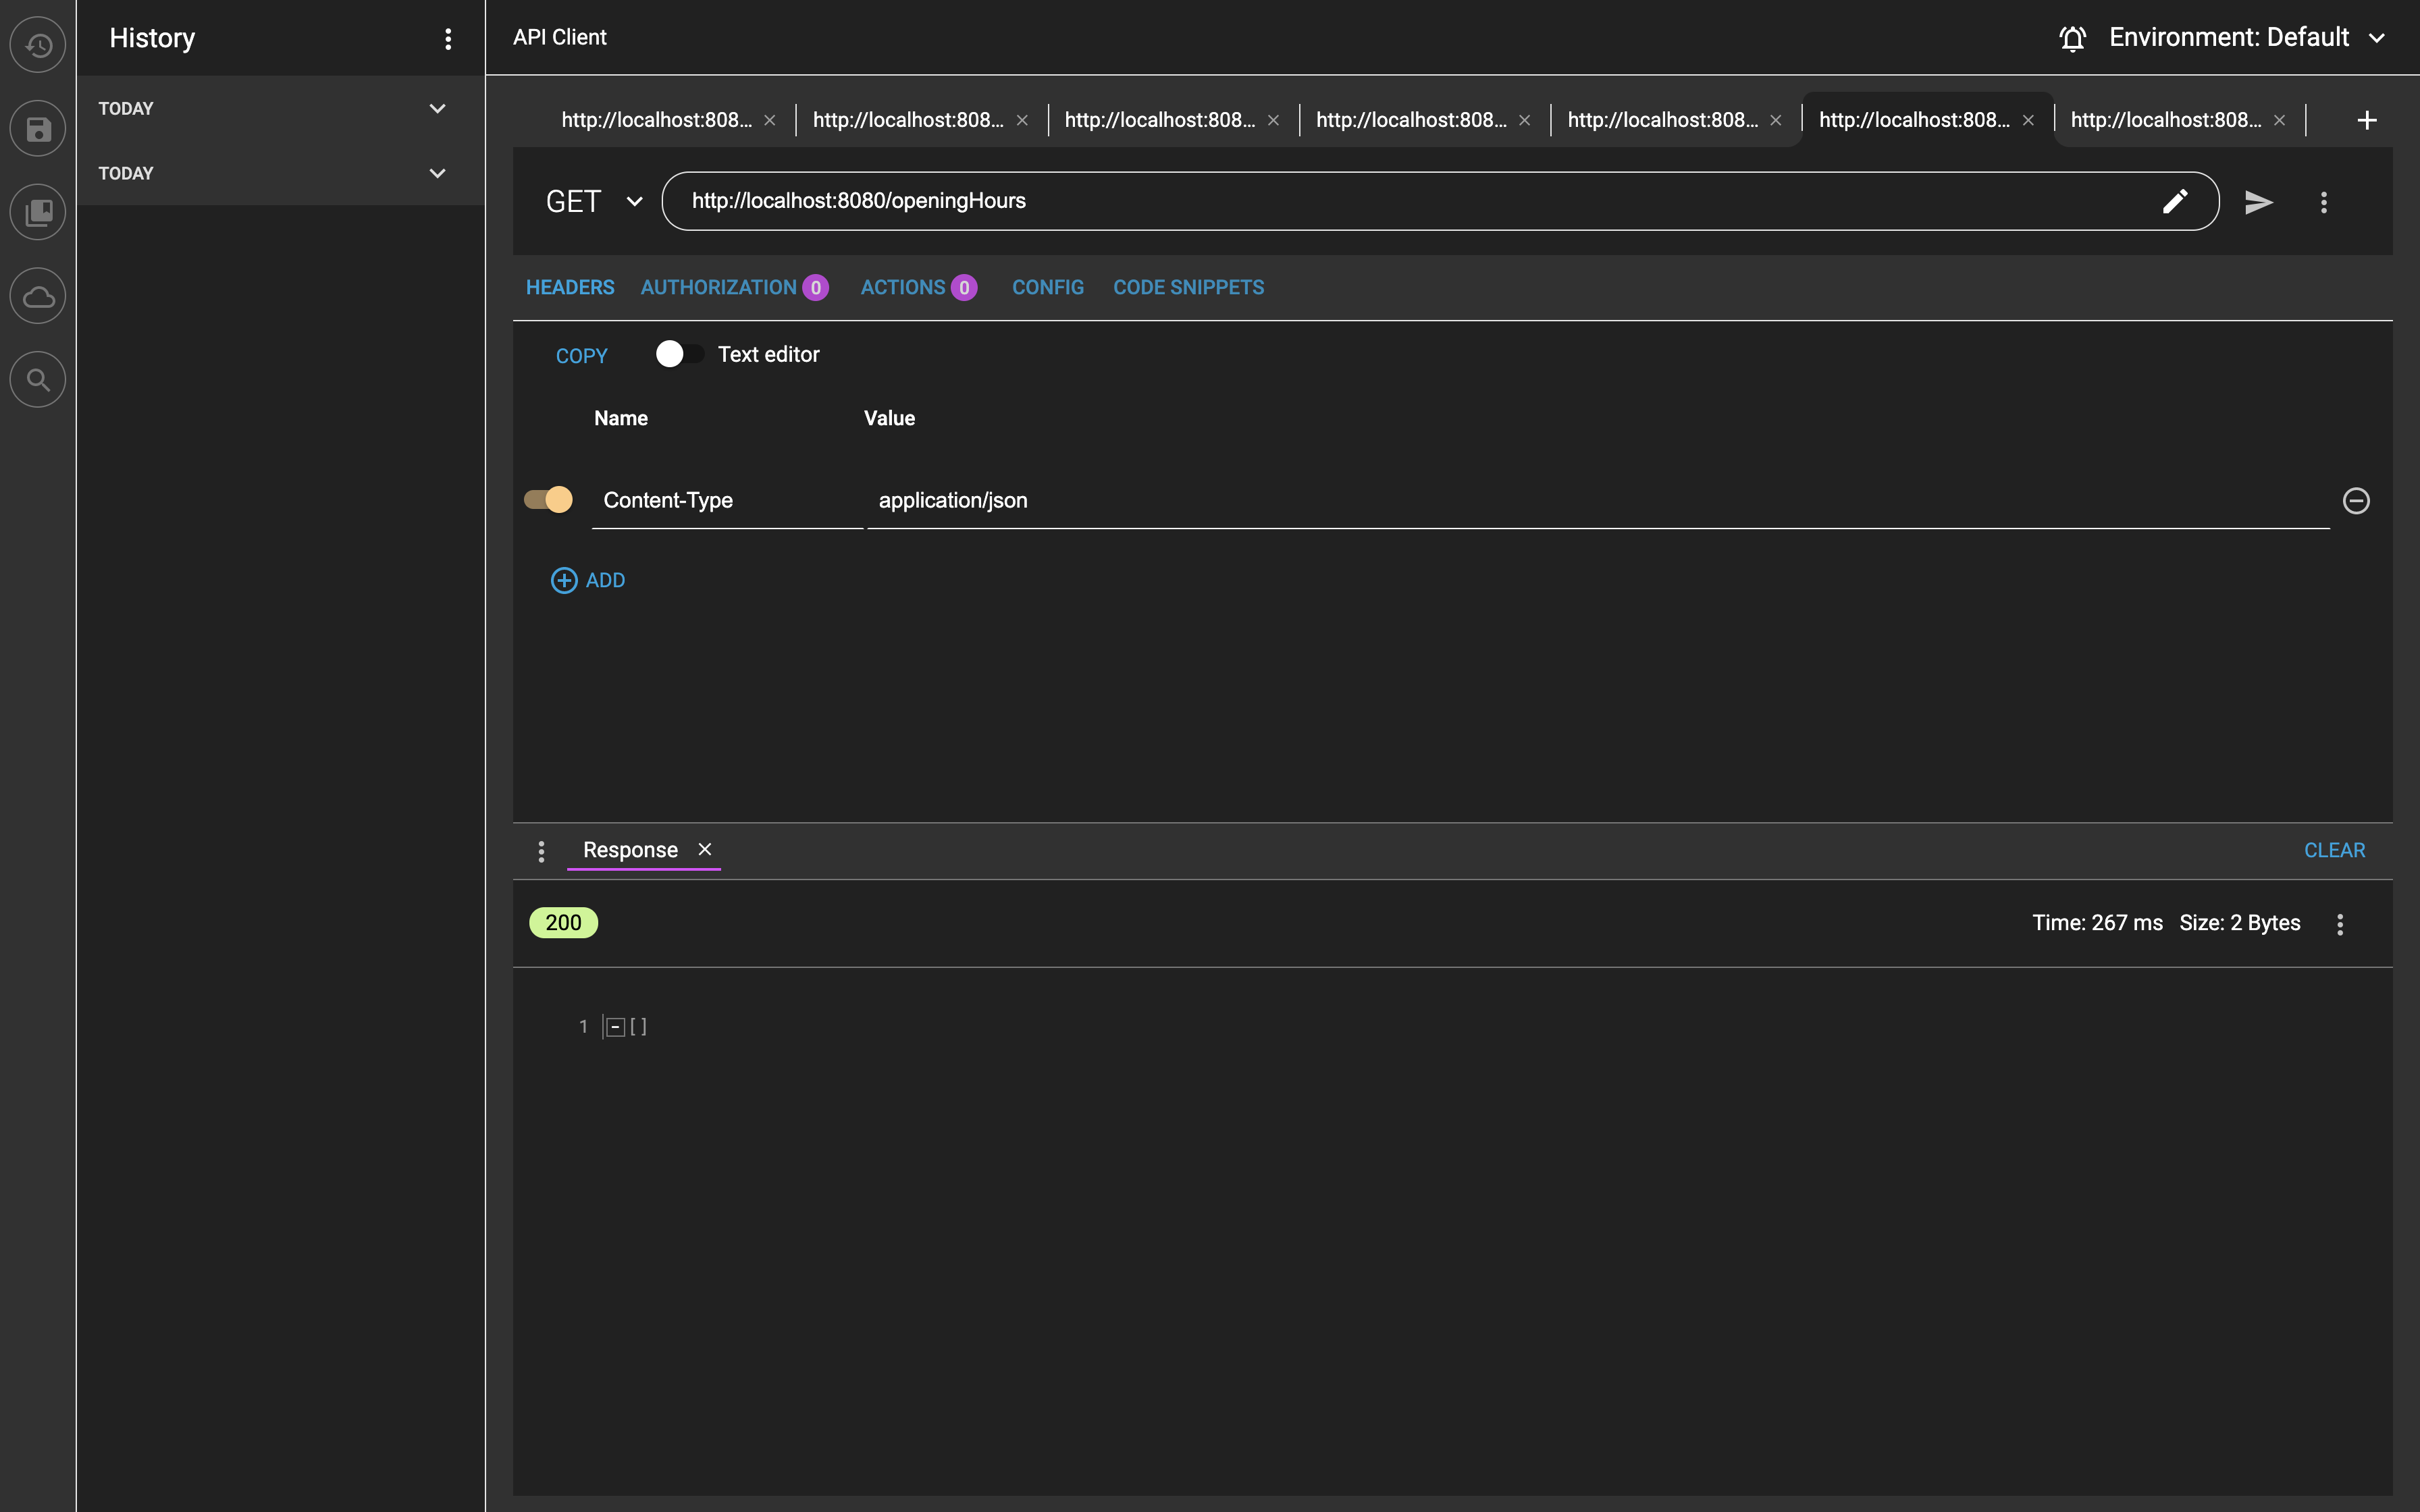 History
API Client
Environment: Default
TODAY
TODAY
http://localhost:808...
http://localhost:808...
http://localhost:808...
http://localhost:808...
http://localhost:808...
http://localhost:808...
http://localhost:808...
GET
http://localhost:8080/openingHours
HEADERS AUTHORIZATION 0 ACTIONS 0 CONFIG CODE SNIPPETS
COPY Text editor
Name Value
Content-Type application/json
ADD
Response
CLEAR
200
Time: 267 ms Size: 2 Bytes
1 []